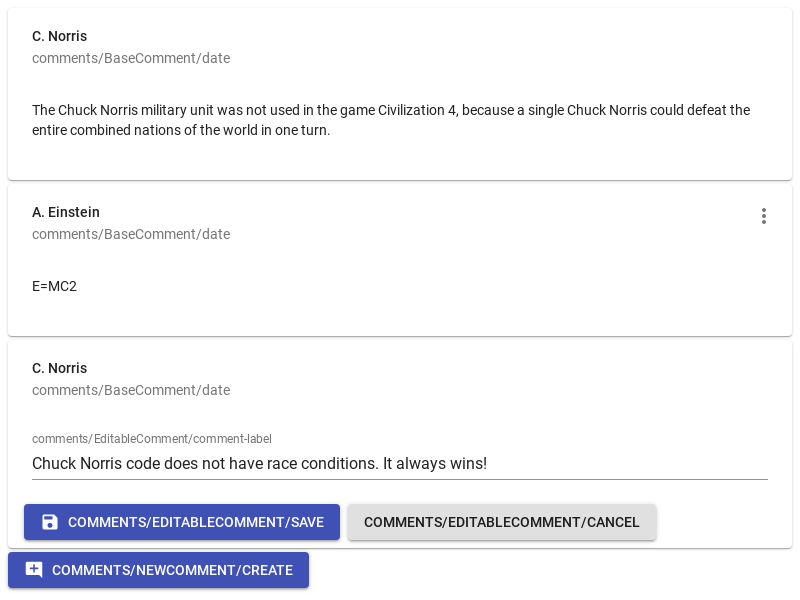 C. Norris
comments/BaseComment/date
The Chuck Norris military unit was not used in the game Civilization 4, because a single Chuck Norris could defeat the
entire combined nations of the world in one turn.
A. Einstein
comments/BaseComment/date
E=MC2
C. Norris
comments/BaseComment/date
comments/EditableComment/comment-label
Chuck Norris code does not have race conditions. It always wins!
COMMENTS/EDITABLECOMMENT/SAVE
COMMENTS/EDITABLECOMMENT/CANCEL
COMMENTS/NEWCOMMENT/CREATE